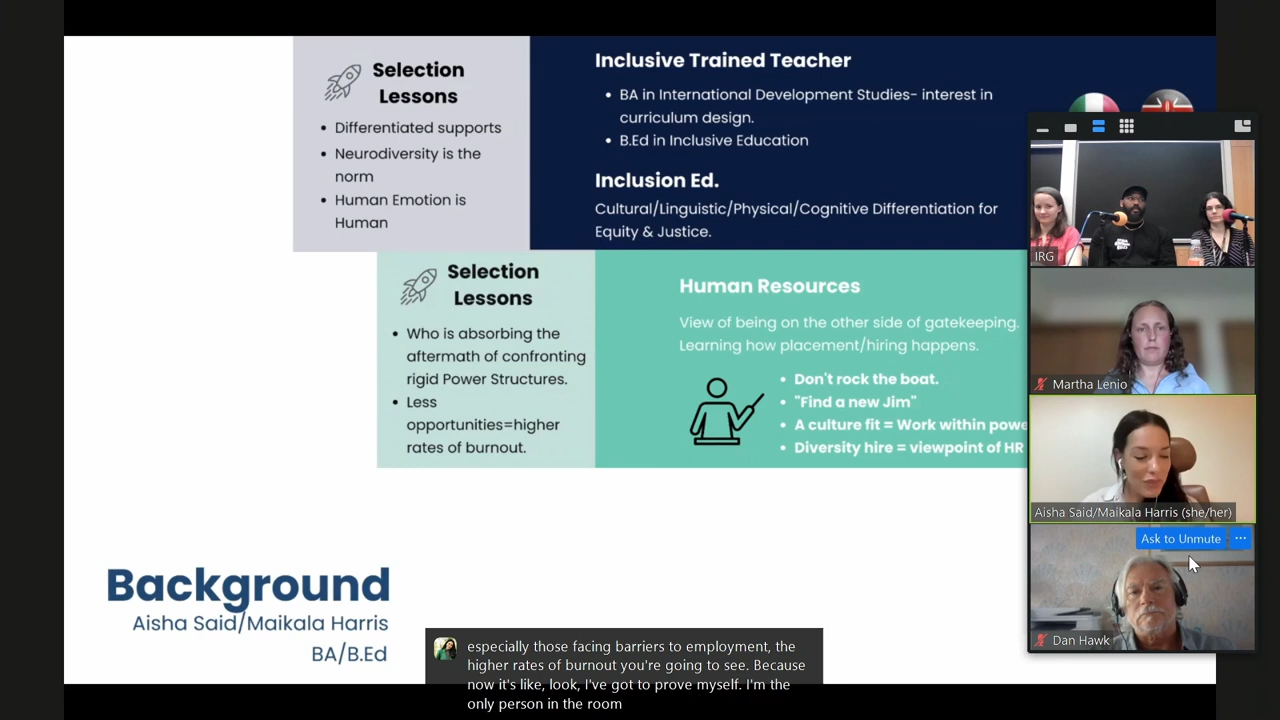 Selection
Lessons
• Differentiated supports
• Neurodiversity is the
norm
• Human Emotion is
Human
Inclusive Trained Teacher
• BA in International Development Studies- interest in
curriculum design.
• B.Ed in Inclusive Education
Inclusion Ed.
Cultural/Linguistic/Physical/Cognitive Differentiation for
Equity & Justice.
Selection
Lessons
• Who is absorbing the
aftermath of confronting
rigid Power Structures.
• Less
opportunities=higher
rates of burnout.
Human Resources
View of being on the other side of gatekeeping.
Learning how placement/hiring happens.
• Don't rock the boat.
• "Find a new Jim"
• A culture fit = Work within powe
• Diversity hire = viewpoint of HR
Background
Aisha Said/Maikala Harris
BA/B.Ed
IRG
Martha Lenio
Aisha Said/Maikala Harris (she/her)
Ask to Unmute
Dan Hawk
especially those facing barriers to employment, the
higher rates of burnout you're going to see. Because
now it's like, look, I've got to prove myself. I'm the
only person in the room